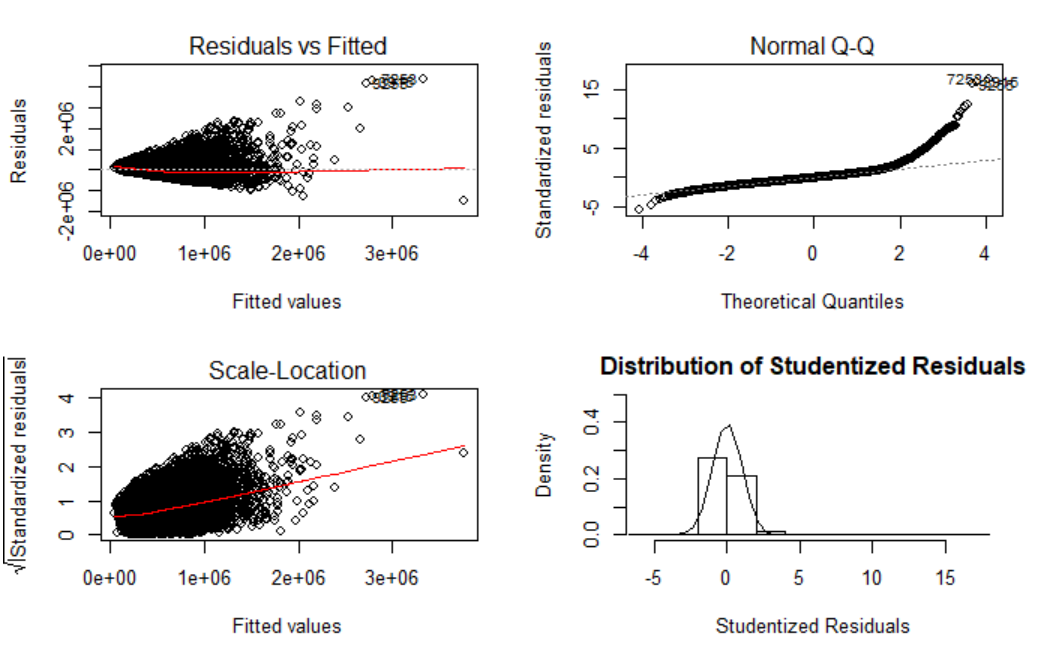 Residuals vs Fitted
Residuals
-2e+06
2e+06
0e+00 1e+06 2e+06 3e+06
Fitted values
Normal Q-Q
Standardized residuals
-5
5
15
-4 -2 0 2 4
Theoretical Quantiles
Scale-Location
√|Standardized residuals|
0
1
2
3
4
0e+00 1e+06 2e+06 3e+06
Fitted values
Distribution of Studentized Residuals
Density
0.0
0.2
0.4
-5 0 5 10 15
Studentized Residuals